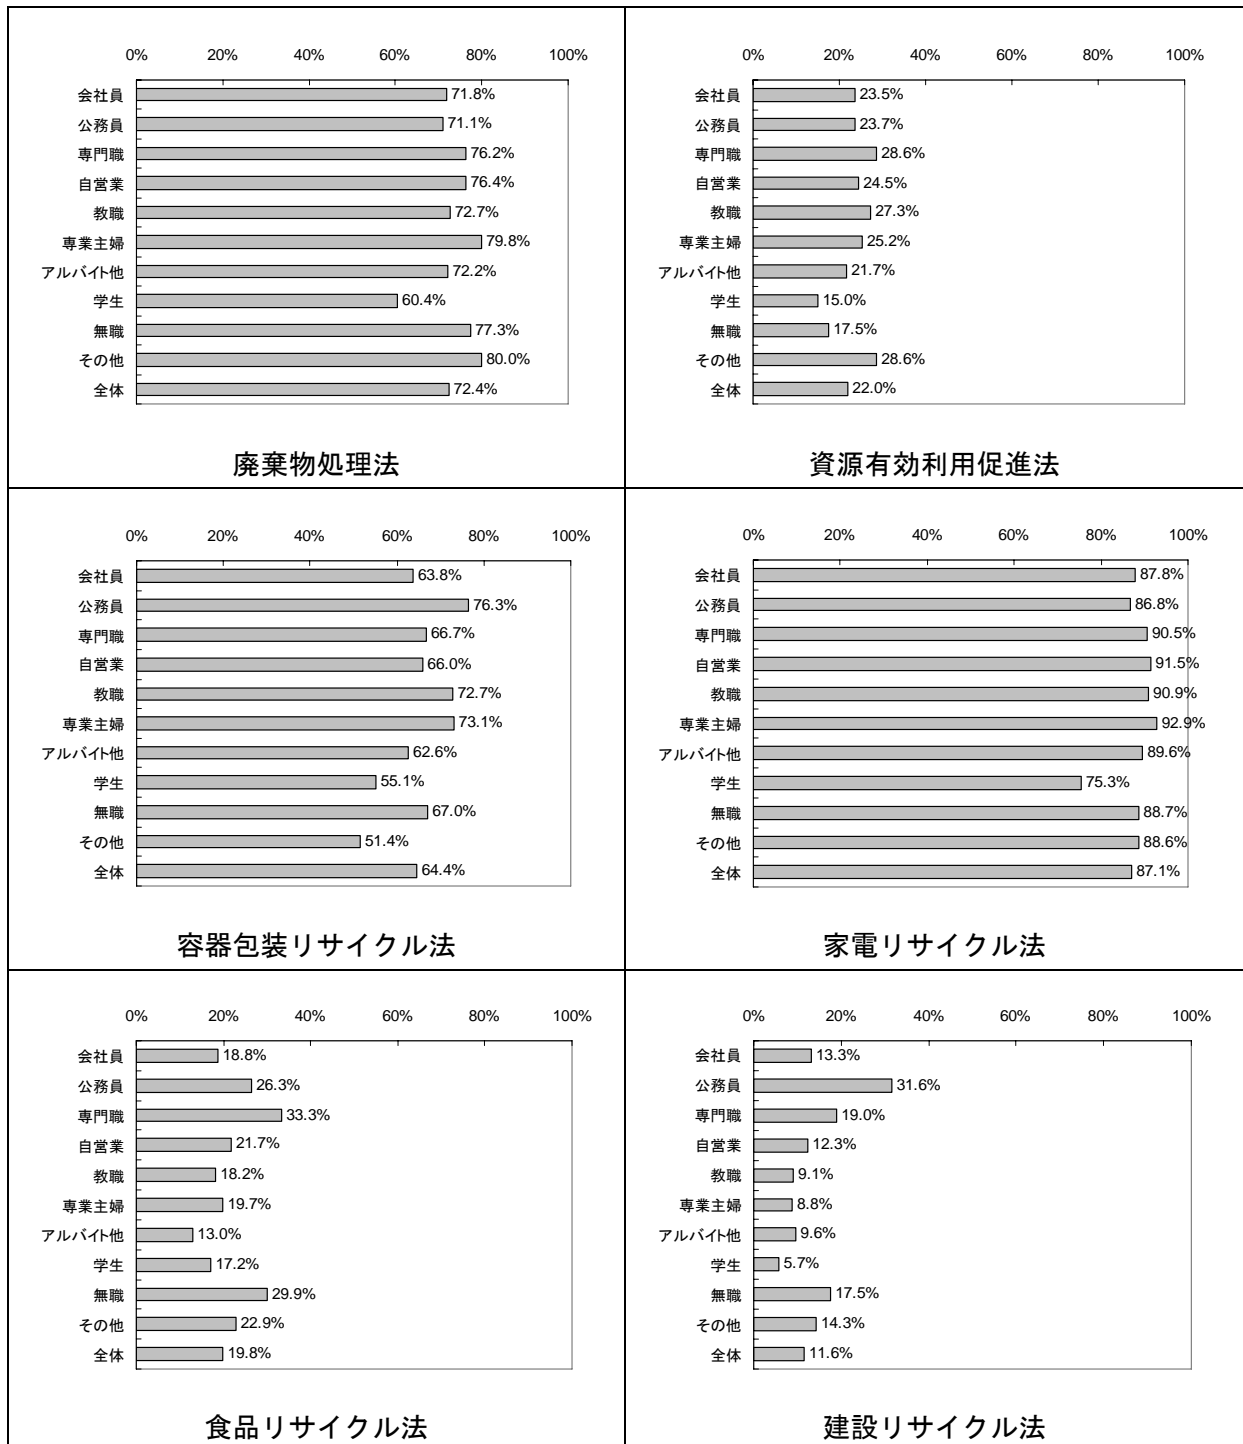 0% 20% 40% 60% 80% 100%
会社員 71.8%
公務員 71.1%
専門職 76.2%
自営業 76.4%
教職 72.7%
専業主婦 79.8%
アルバイト他 72.2%
学生 60.4%
無職 77.3%
その他 80.0%
全体 72.4%
廃棄物処理法
0% 20% 40% 60% 80% 100%
会社員 23.5%
公務員 23.7%
専門職 28.6%
自営業 24.5%
教職 27.3%
専業主婦 25.2%
アルバイト他 21.7%
学生 15.0%
無職 17.5%
その他 28.6%
全体 22.0%
資源有効利用促進法
0% 20% 40% 60% 80% 100%
会社員 63.8%
公務員 76.3%
専門職 66.7%
自営業 66.0%
教職 72.7%
専業主婦 73.1%
アルバイト他 62.6%
学生 55.1%
無職 67.0%
その他 51.4%
全体 64.4%
容器包装リサイクル法
0% 20% 40% 60% 80% 100%
会社員 87.8%
公務員 86.8%
専門職 90.5%
自営業 91.5%
教職 90.9%
専業主婦 92.9%
アルバイト他 89.6%
学生 75.3%
無職 88.7%
その他 88.6%
全体 87.1%
家電リサイクル法
0% 20% 40% 60% 80% 100%
会社員 18.8%
公務員 26.3%
専門職 33.3%
自営業 21.7%
教職 18.2%
専業主婦 19.7%
アルバイト他 13.0%
学生 17.2%
無職 29.9%
その他 22.9%
全体 19.8%
食品リサイクル法
0% 20% 40% 60% 80% 100%
会社員 13.3%
公務員 31.6%
専門職 19.0%
自営業 12.3%
教職 9.1%
専業主婦 8.8%
アルバイト他 9.6%
学生 5.7%
無職 17.5%
その他 14.3%
全体 11.6%
建設リサイクル法